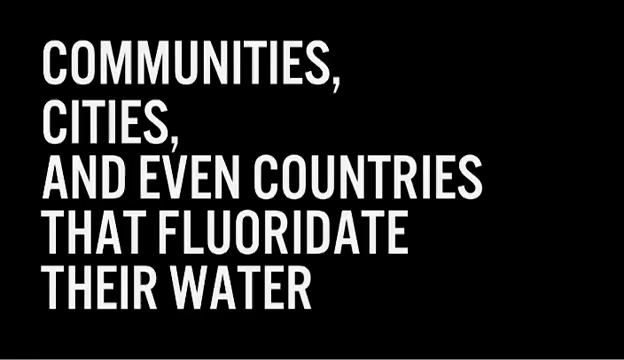 COMMUNITIES,
CITIES,
AND EVEN COUNTRIES
THAT FLUORIDATE
THEIR WATER